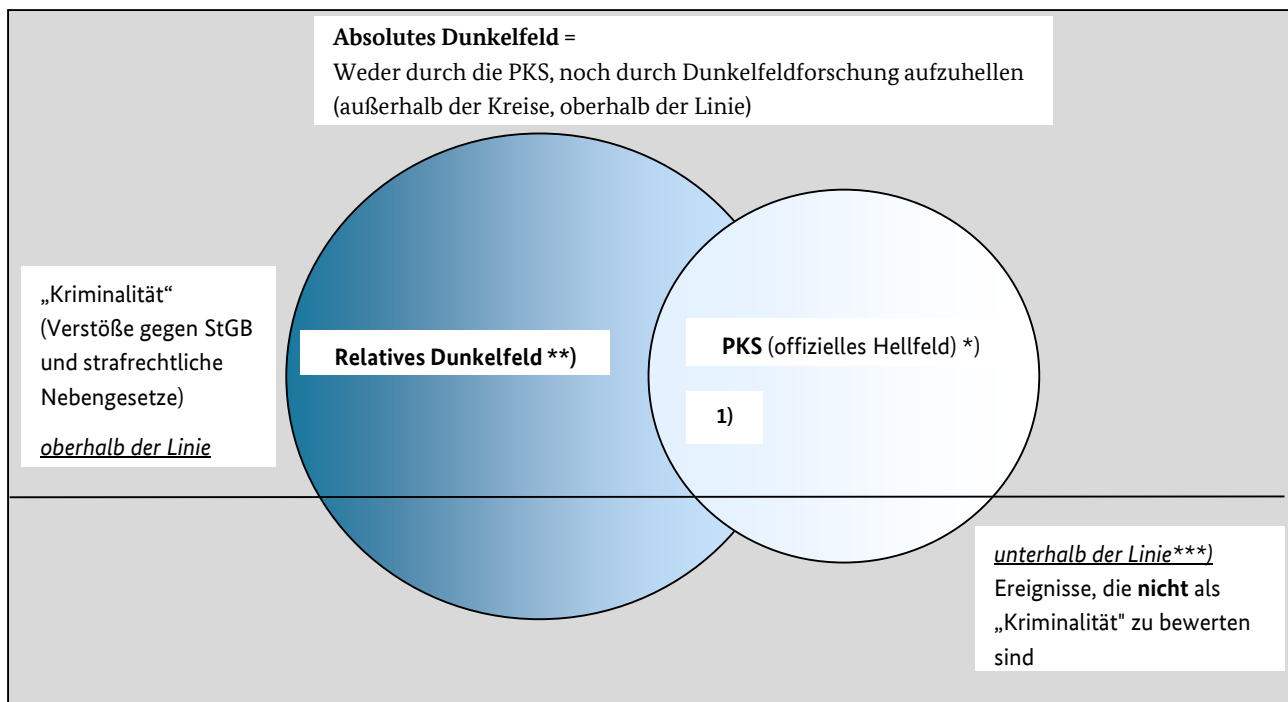 Absolutes Dunkelfeld =
Weder durch die PKS, noch durch Dunkelfeldforschung aufzuhellen
(außerhalb der Kreise, oberhalb der Linie)
„Kriminalität“
(Verstöße gegen StGB
und strafrechtliche
Nebengesetze)
oberhalb der Linie
Relatives Dunkelfeld **)
PKS (offizielles Hellfeld) *)
1)
unterhalb der Linie***)
Ereignisse, die nicht als
„Kriminalität" zu bewerten
sind